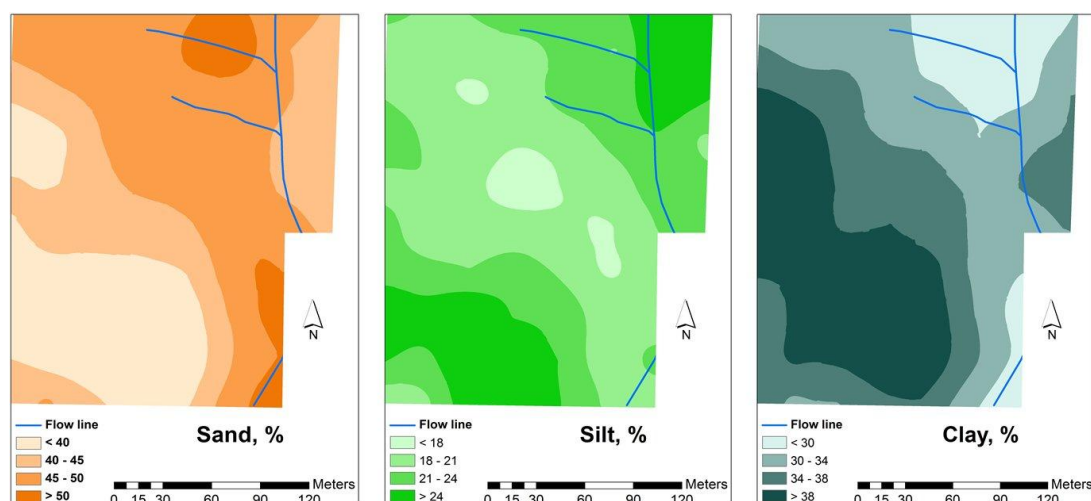 N
Flow line
Sand, %
< 40
40 - 45
45 - 50
> 50
Meters
0 15 30 60 90 120
N
Flow line
Silt, %
< 18
18 - 21
21 - 24
> 24
Meters
0 15 30 60 90 120
N
Flow line
Clay, %
< 30
30 - 34
34 - 38
> 38
Meters
0 15 30 60 90 120